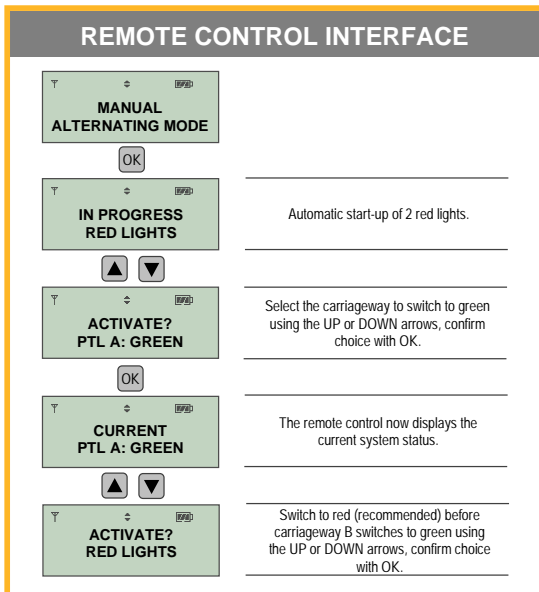 REMOTE CONTROL INTERFACE
MANUAL
ALTERNATING MODE
OK
IN PROGRESS
RED LIGHTS
Automatic start-up of 2 red lights.
ACTIVATE?
PTL A: GREEN
Select the carriageway to switch to green
using the UP or DOWN arrows, confirm
choice with OK.
OK
CURRENT
PTL A: GREEN
The remote control now displays the
current system status.
ACTIVATE?
RED LIGHTS
Switch to red (recommended) before
carriageway B switches to green using
the UP or DOWN arrows, confirm choice
with OK.